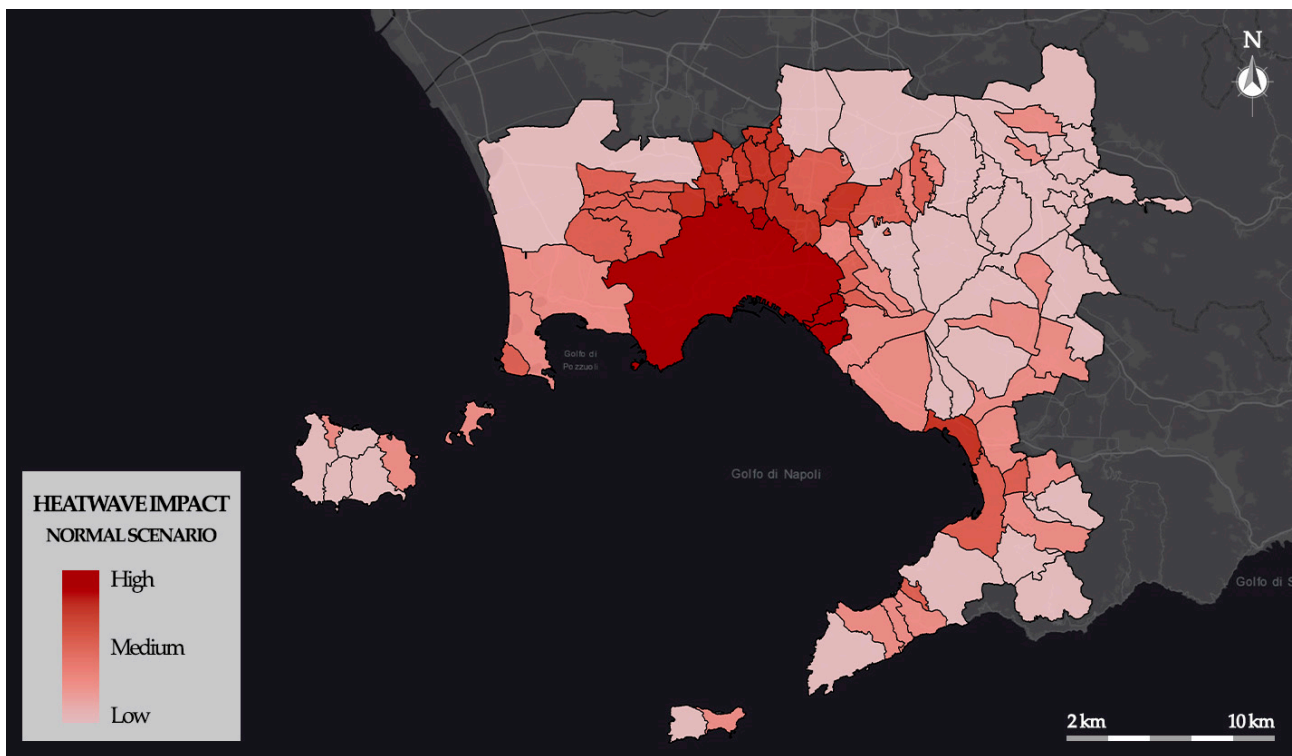 N
Golfo di
Pozzuoli
Golfo di Napoli
HEATWAVE IMPACT
NORMAL SCENARIO
High
Medium
Low
Golfo di S
2 km 10 km